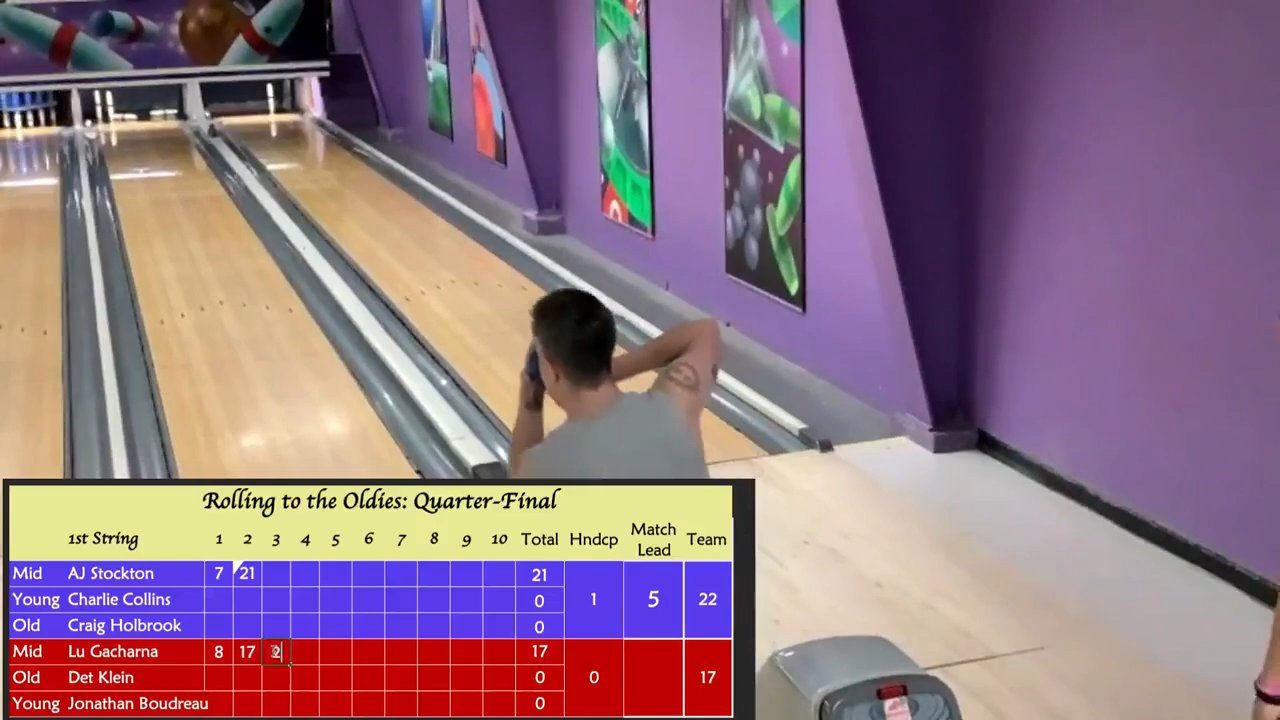 Rolling to the Oldies: Quarter-Final
1st String 1 2 3 4 5 6 7 8 9 10 Total Hndcp Match Lead Team
Mid AJ Stockton 7 21 21
Young Charlie Collins 0 1 5 22
Old Craig Holbrook 0
Mid Lu Gacharna 8 17 17
Old Det Klein 0 0 17
Young Jonathan Boudreau 0